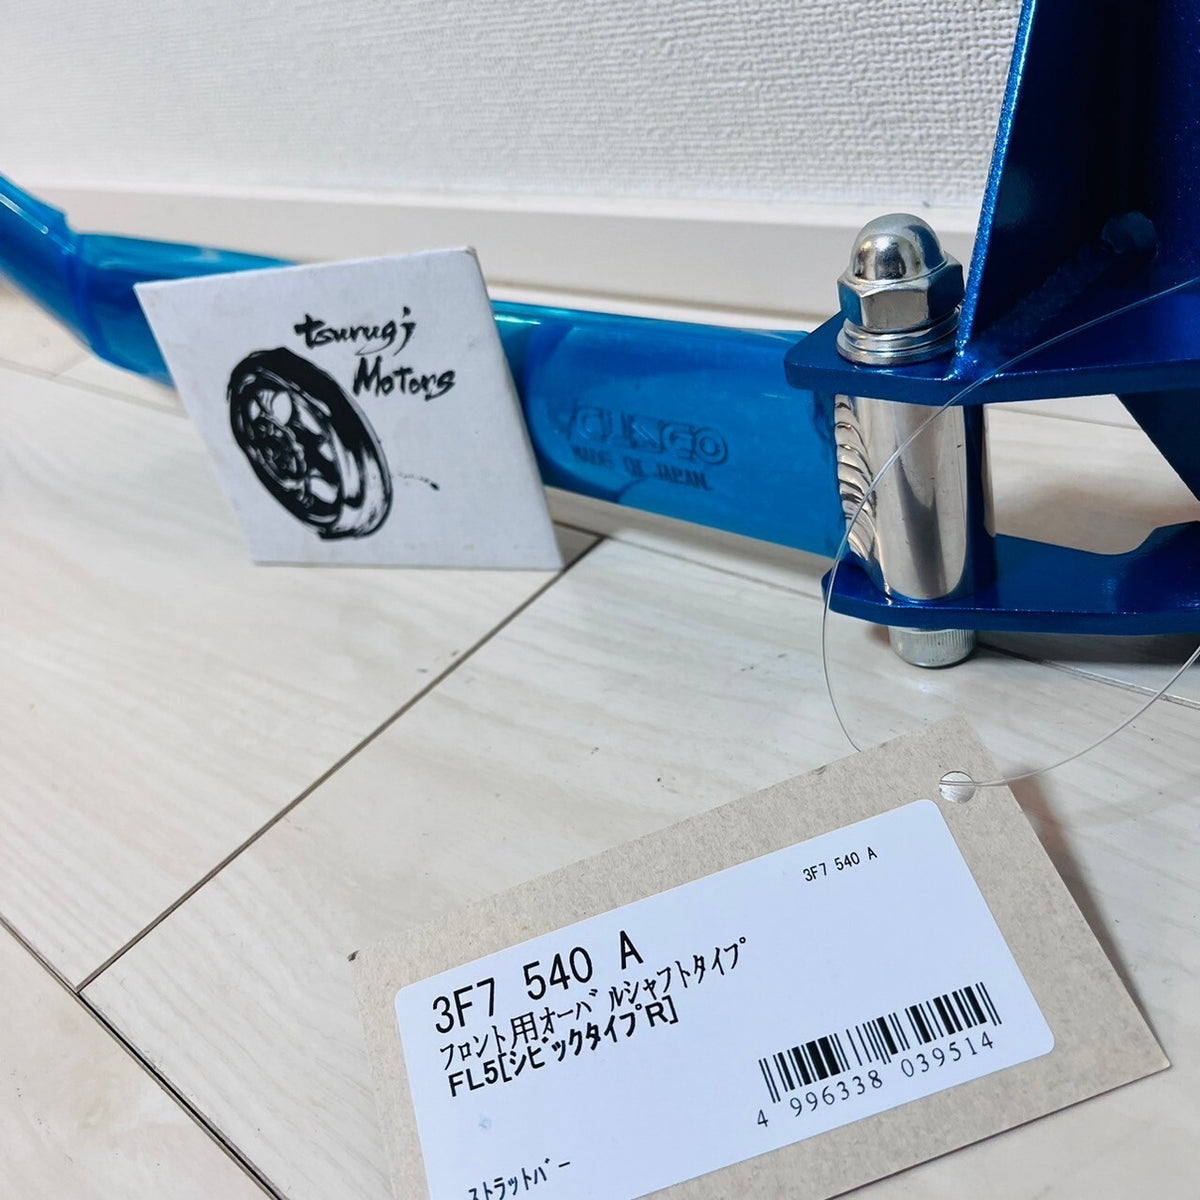 tsurugi
Motors
CUSCO
MADE IN JAPAN
3F7 540 A
3F7 540 A
フロント用オーバルシャフトタイプ
FL5[シビックタイプR]
4 996338 039514
ストラットバー